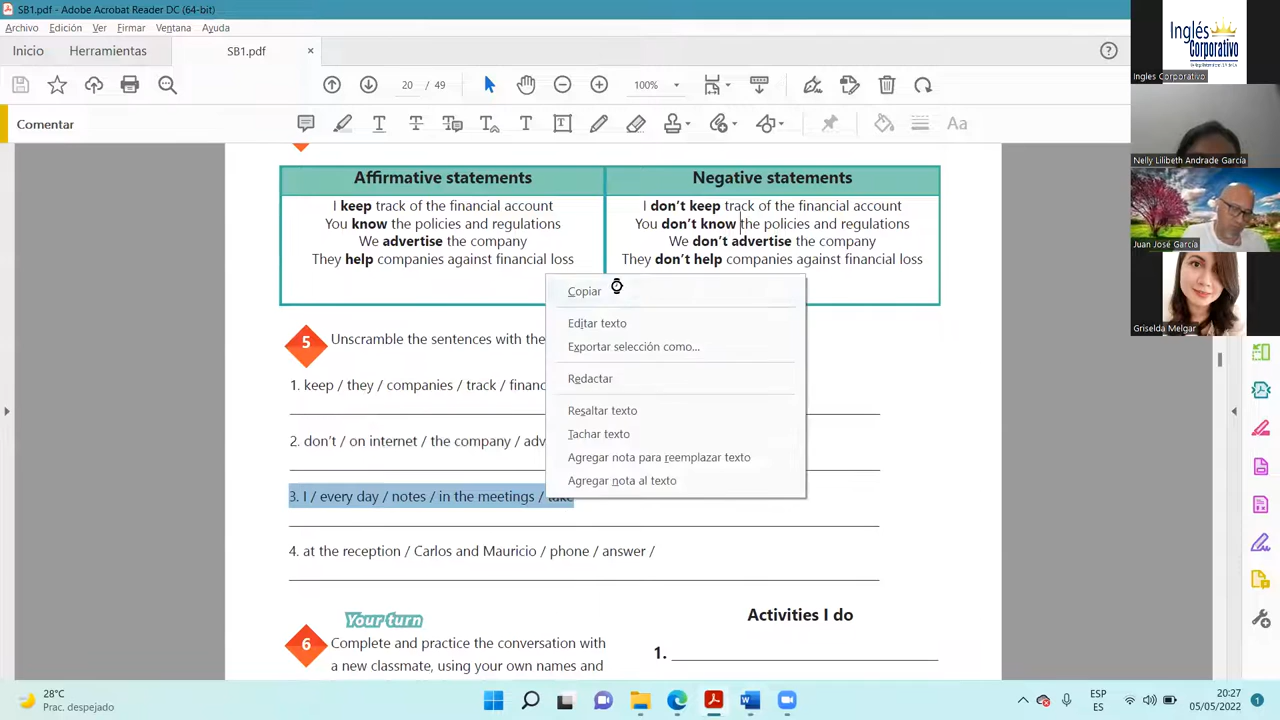 SB1.pdf - Adobe Acrobat Reader DC (64-bit)
Archivo Edición Ver Firmar Ventana Ayuda
Inicio Herramientas SB1.pdf ×
20 / 49 100%
Comentar
Affirmative statements Negative statements
I keep track of the financial account I don't keep track of the financial account
You know the policies and regulations You don't know the policies and regulations
We advertise the company We don't advertise the company
They help companies against financial loss They don't help companies against financial loss
Copiar
Editar texto
Exportar selección como...
Redactar
Resaltar texto
Tachar texto
Agregar nota para reemplazar texto
Agregar nota al texto
5 Unscramble the sentences with the
1. keep / they / companies / track / financ
2. don't / on internet / the company / adv
3. I / every day / notes / in the meetings / take
4. at the reception / Carlos and Mauricio / phone / answer /
Your turn
6 Complete and practice the conversation with
a new classmate, using your own names and
Activities I do
1.
Inglés
Corporativo
Ingles Corporativo
Nelly Lilibeth Andrade García
Juan José García
Griselda Melgar
28°C
Prac. despejado
ESP
ES
20:27
05/05/2022
1